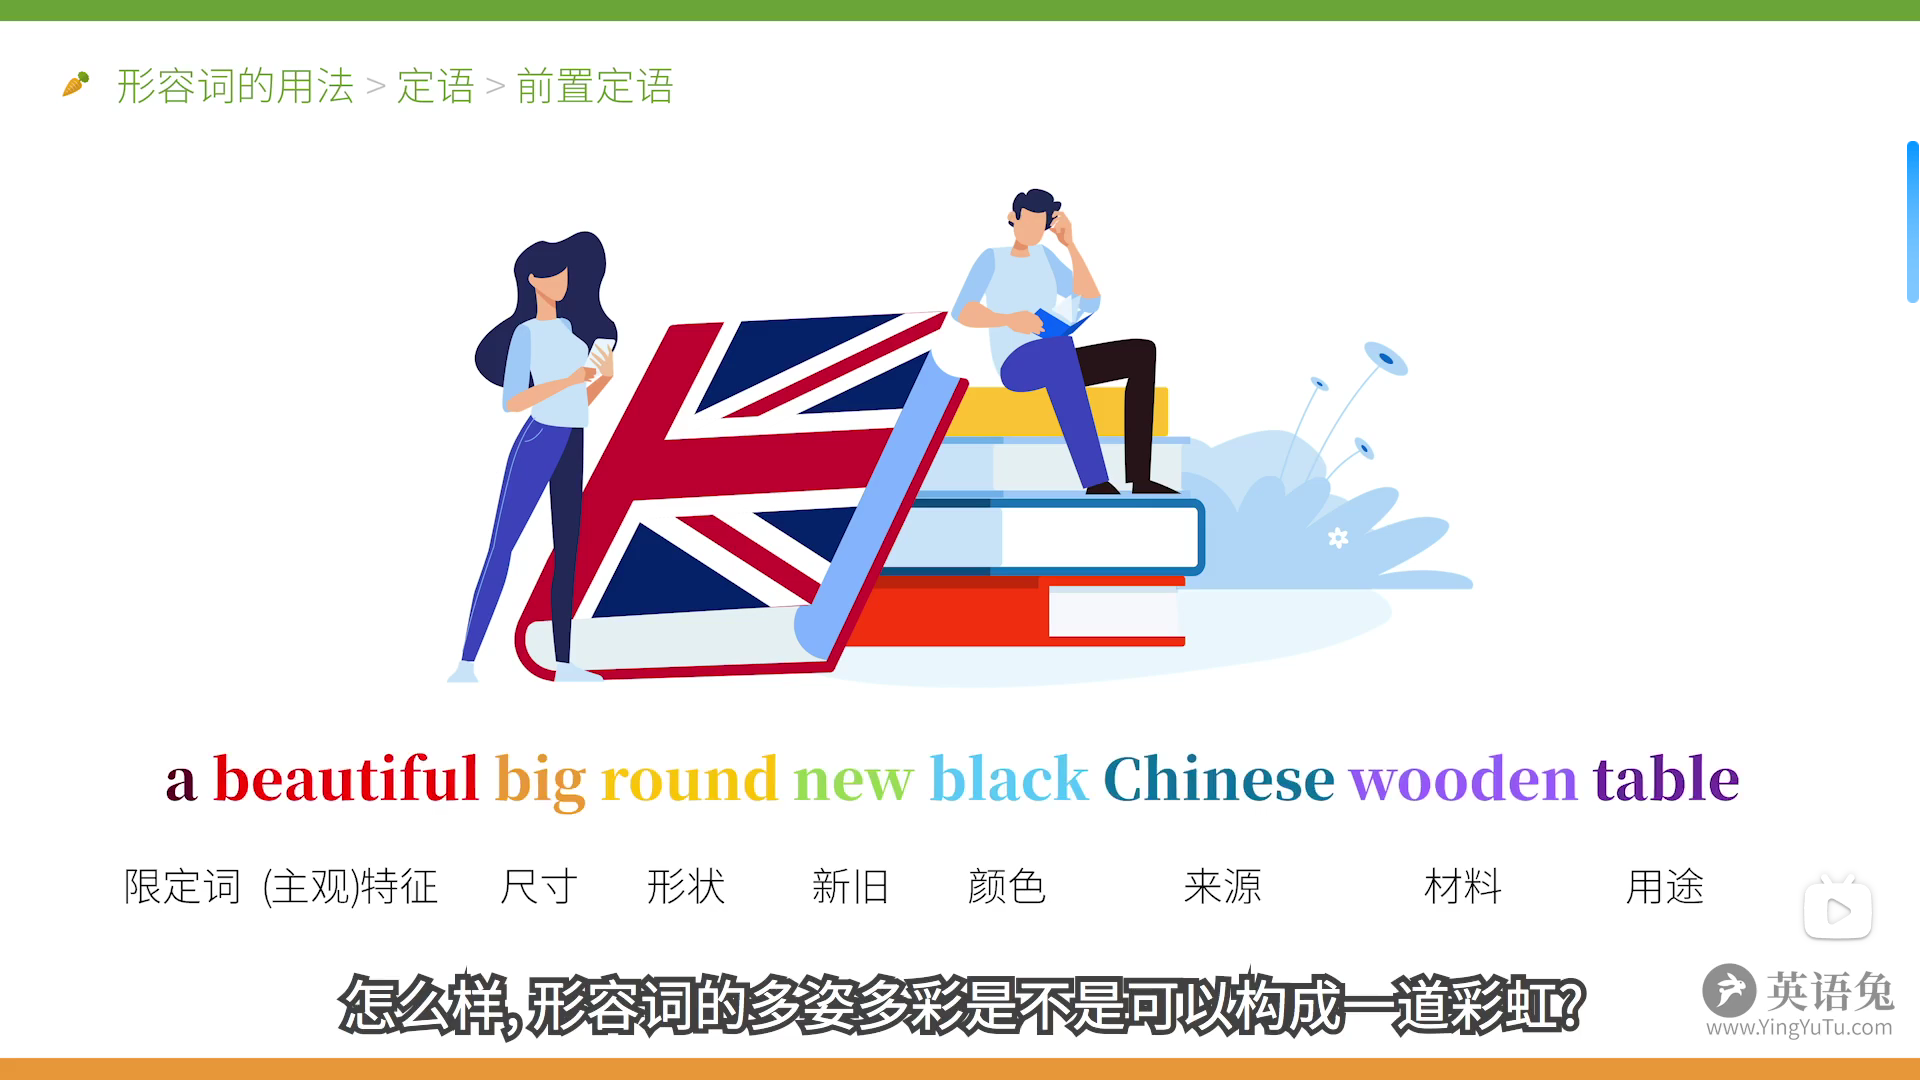 形容词的用法 > 定语 > 前置定语
a beautiful big round new black Chinese wooden table
限定词 (主观)特征 尺寸 形状 新旧 颜色 来源 材料 用途
怎么样, 形容词的多姿多彩是不是可以构成一道彩虹?
英语兔
www.YingYuTu.com